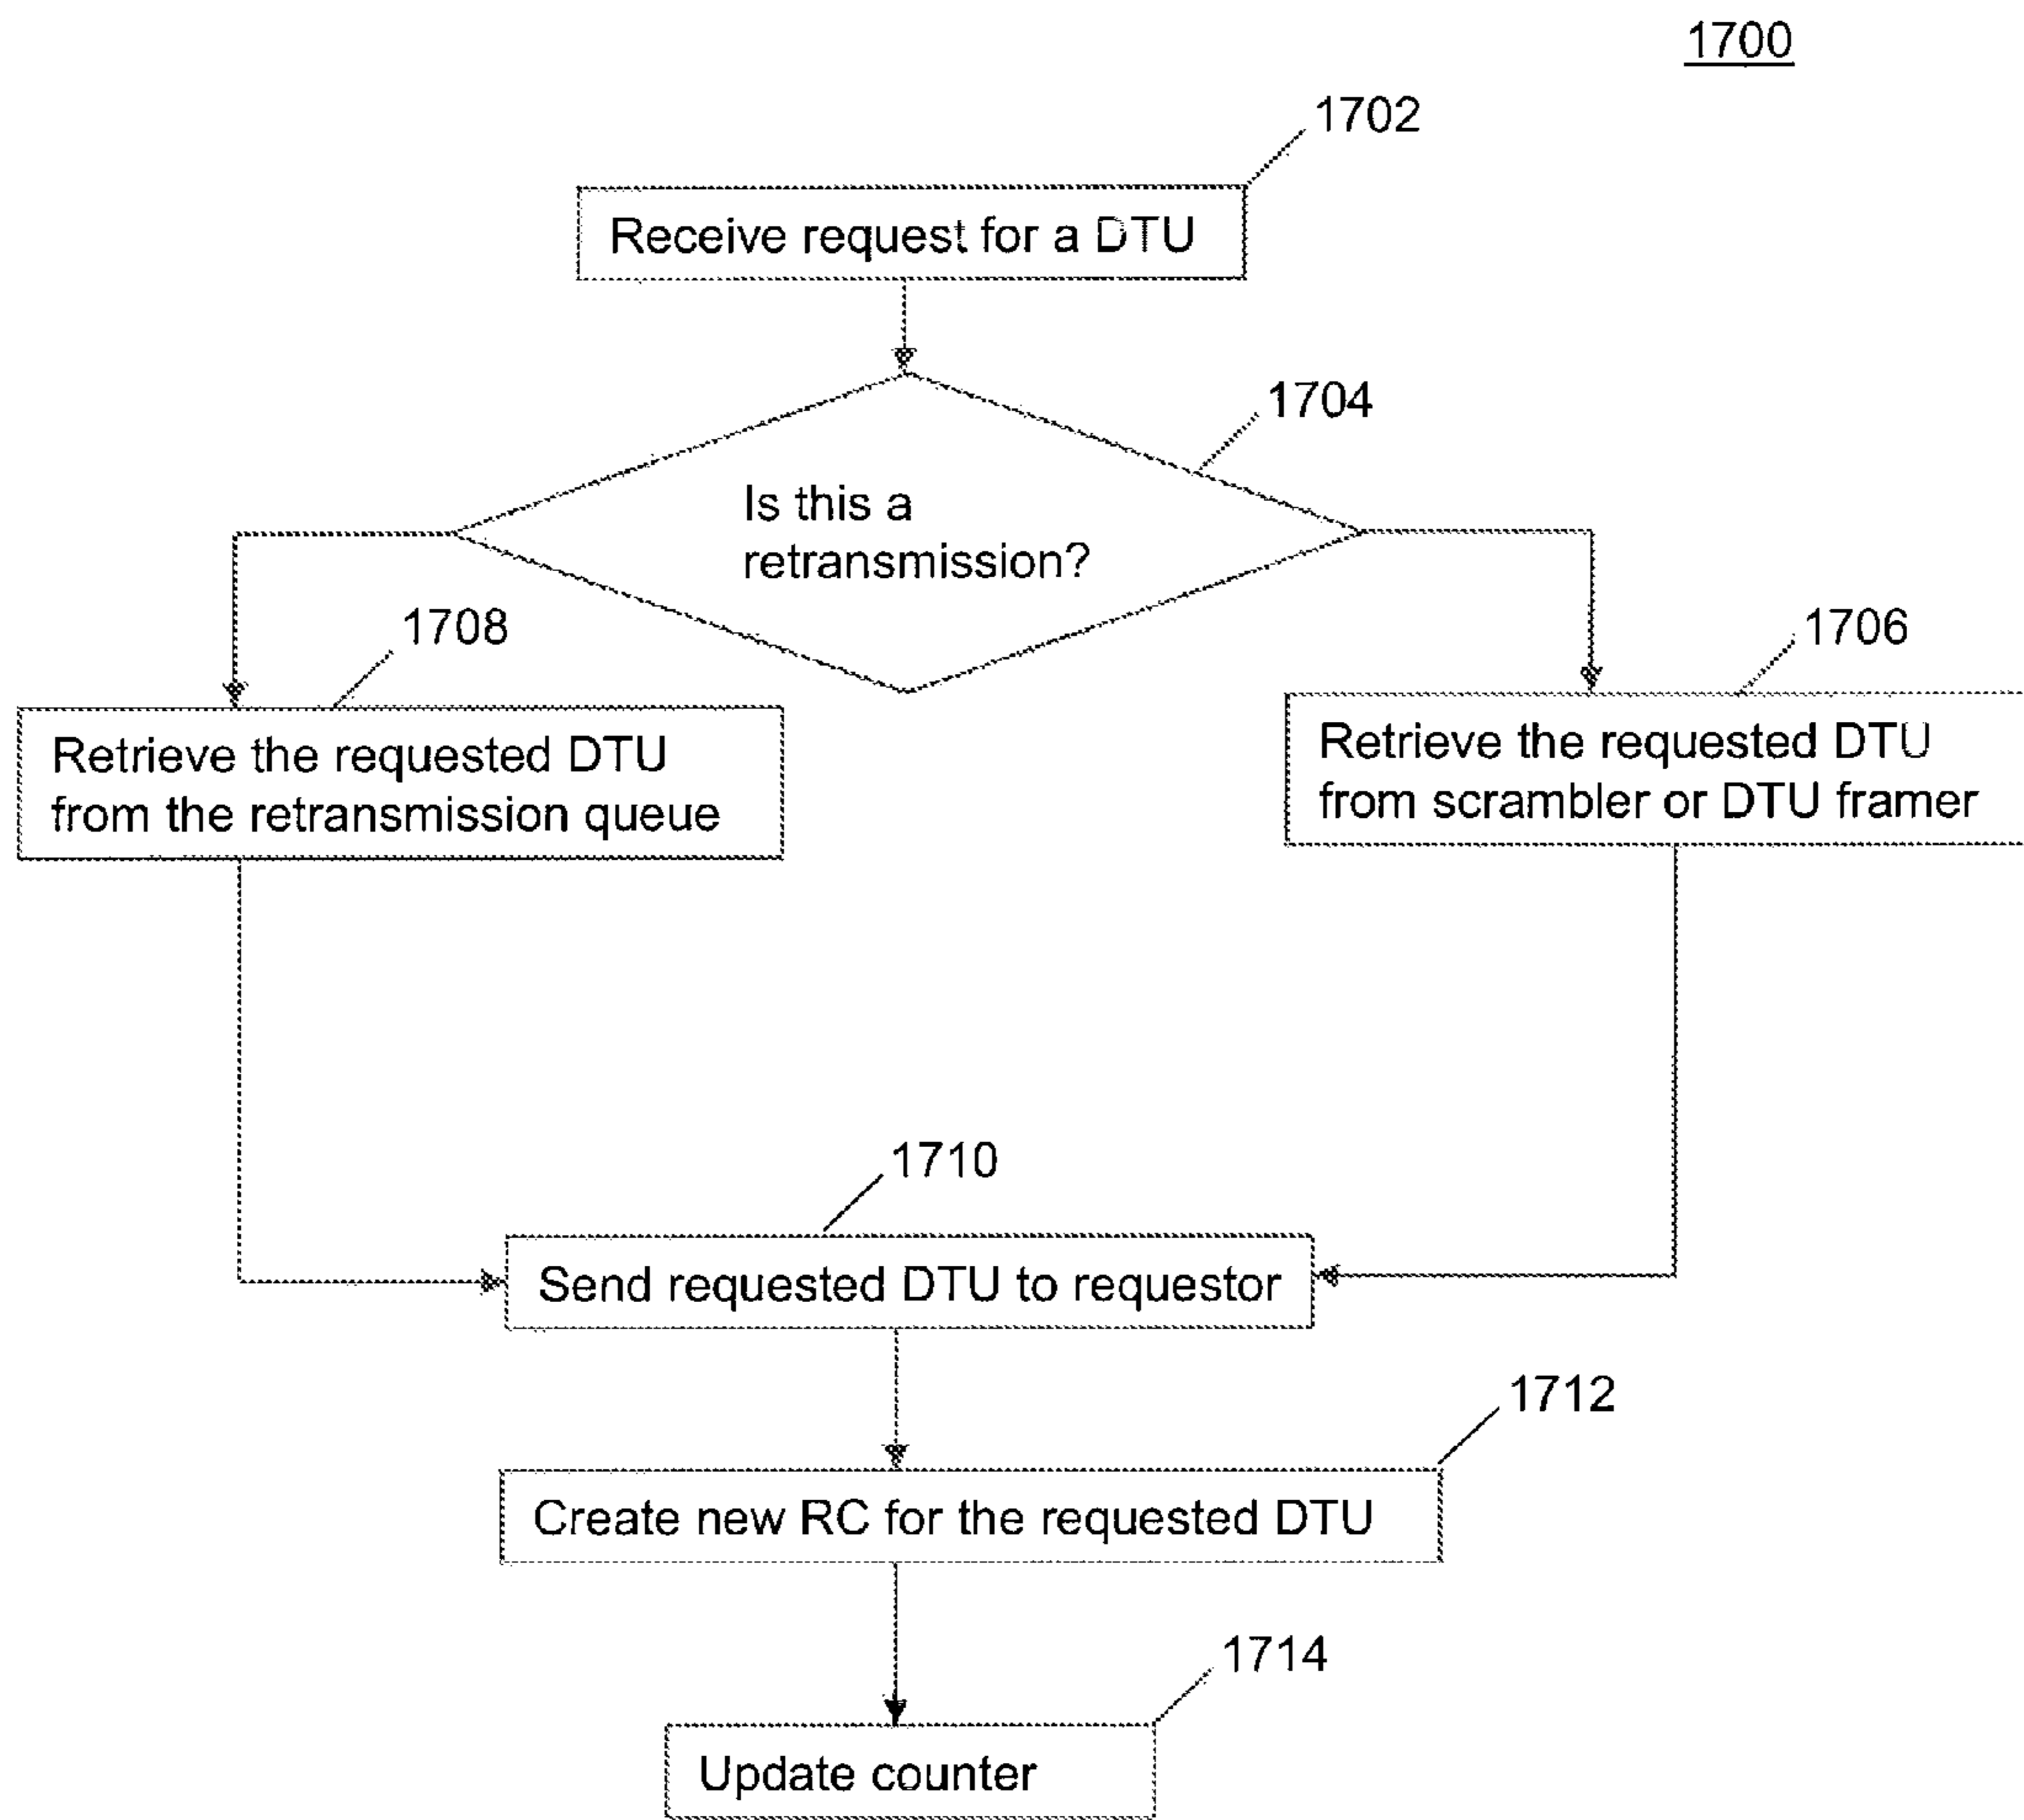 1700
1702
Receive request for a DTU
1704
Is this a
retransmission?
1708
1706
Retrieve the requested DTU
from the retransmission queue
Retrieve the requested DTU
from scrambler or DTU framer
1710
Send requested DTU to requestor
1712
Create new RC for the requested DTU
1714
Update counter